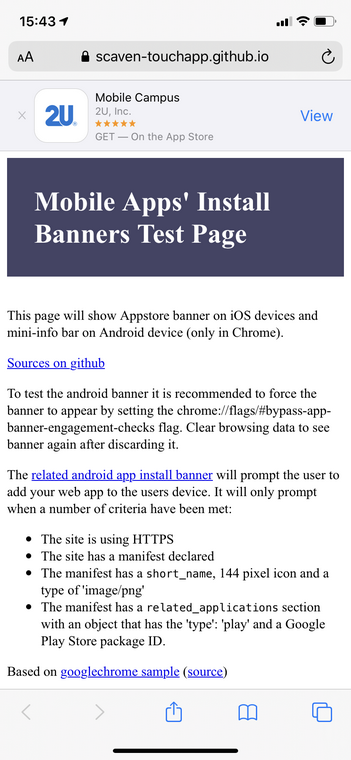 15:43
AA scaven-touchapp.github.io
2U
Mobile Campus
2U, Inc.
GET — On the App Store
View
Mobile Apps' Install
Banners Test Page
This page will show Appstore banner on iOS devices and
mini-info bar on Android device (only in Chrome).
Sources on github
To test the android banner it is recommended to force the
banner to appear by setting the chrome://flags/#bypass-app-
banner-engagement-checks flag. Clear browsing data to see
banner again after discarding it.
The related android app install banner will prompt the user to
add your web app to the users device. It will only prompt
when a number of criteria have been met:
• The site is using HTTPS
• The site has a manifest declared
• The manifest has a short_name, 144 pixel icon and a
type of 'image/png'
• The manifest has a related_applications section
with an object that has the 'type': 'play' and a Google
Play Store package ID.
Based on googlechrome sample (source)